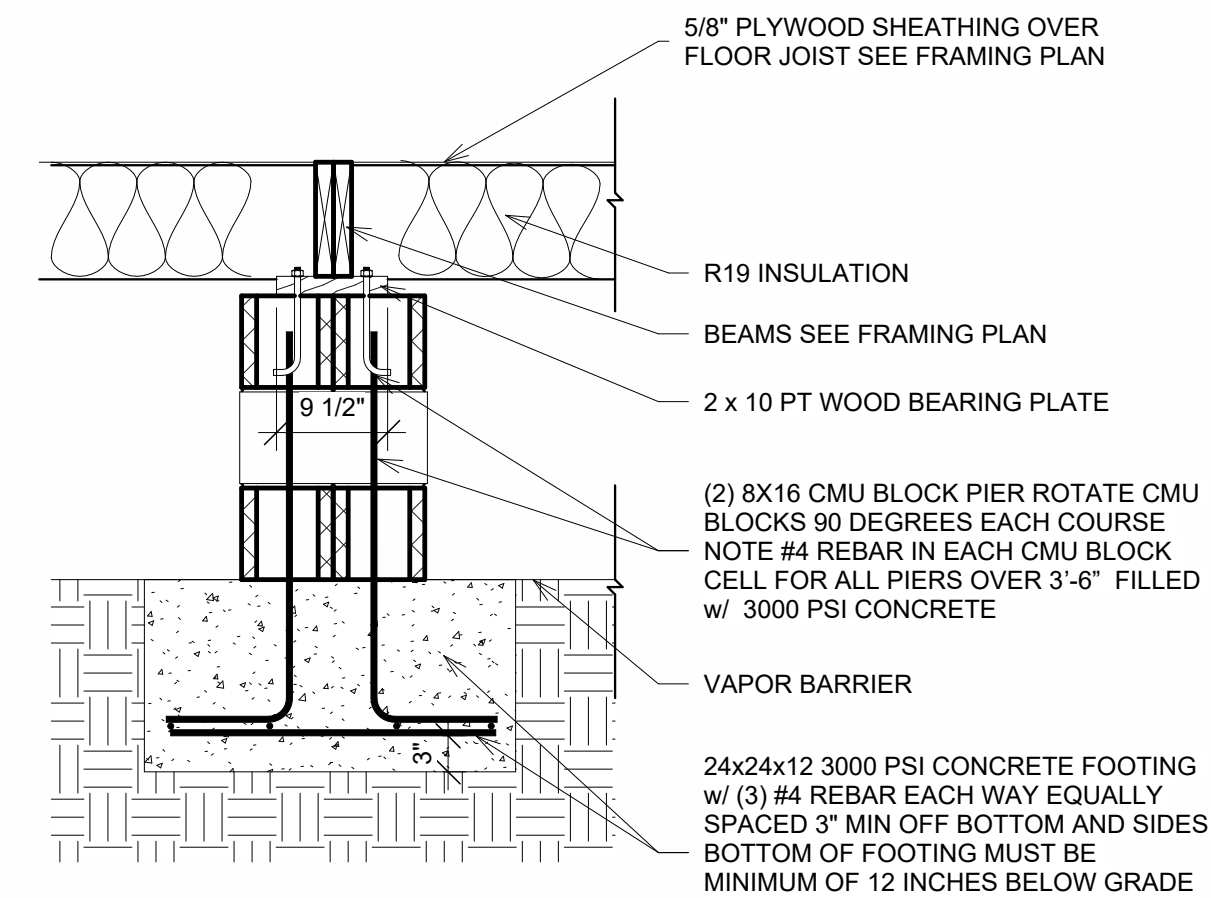 5/8" PLYWOOD SHEATHING OVER
FLOOR JOIST SEE FRAMING PLAN
R19 INSULATION
BEAMS SEE FRAMING PLAN
2 x 10 PT WOOD BEARING PLATE
9 1/2"
(2) 8X16 CMU BLOCK PIER ROTATE CMU
BLOCKS 90 DEGREES EACH COURSE
NOTE #4 REBAR IN EACH CMU BLOCK
CELL FOR ALL PIERS OVER 3’-6” FILLED
w/ 3000 PSI CONCRETE
VAPOR BARRIER
3"
24x24x12 3000 PSI CONCRETE FOOTING
w/ (3) #4 REBAR EACH WAY EQUALLY
SPACED 3" MIN OFF BOTTOM AND SIDES
BOTTOM OF FOOTING MUST BE
MINIMUM OF 12 INCHES BELOW GRADE